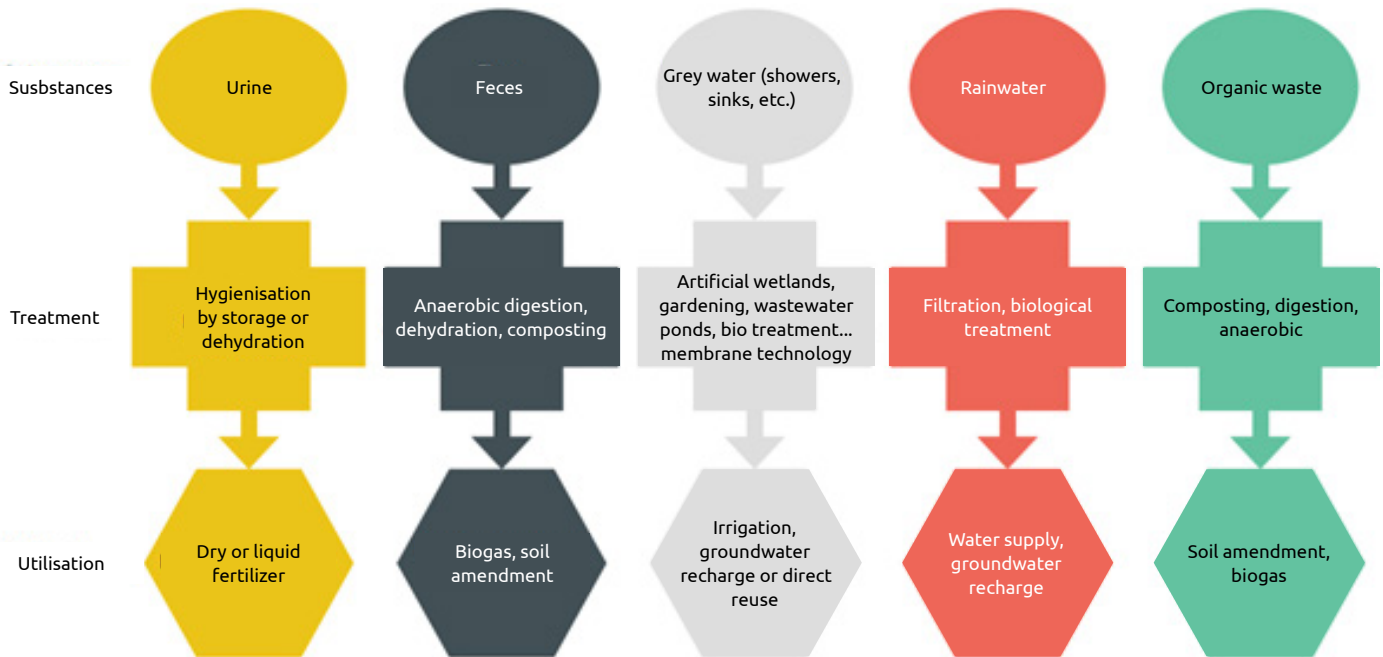 Susbstances
Urine
Feces
Grey water (showers,
sinks, etc.)
Rainwater
Organic waste
Treatment
Hygienisation
by storage or
dehydration
Anaerobic digestion,
dehydration, composting
Artificial wetlands,
gardening, wastewater
ponds, bio treatment...
membrane technology
Filtration, biological
treatment
Composting, digestion,
anaerobic
Utilisation
Dry or liquid
fertilizer
Biogas, soil
amendment
Irrigation,
groundwater
recharge or direct
reuse
Water supply,
groundwater
recharge
Soil amendment,
biogas